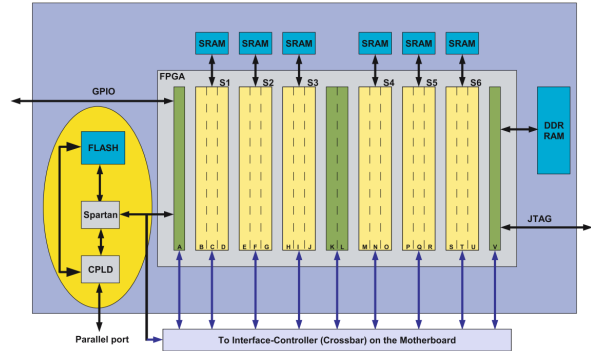 SRAM SRAM SRAM SRAM SRAM SRAM
FPGA
S1 S2 S3 S4 S5 S6
GPIO
DDR
RAM
FLASH
Spartan
CPLD
JTAG
A B C D E F G H I J K L M N O P Q R S T U V
Parallel port
To Interface-Controller (Crossbar) on the Motherboard